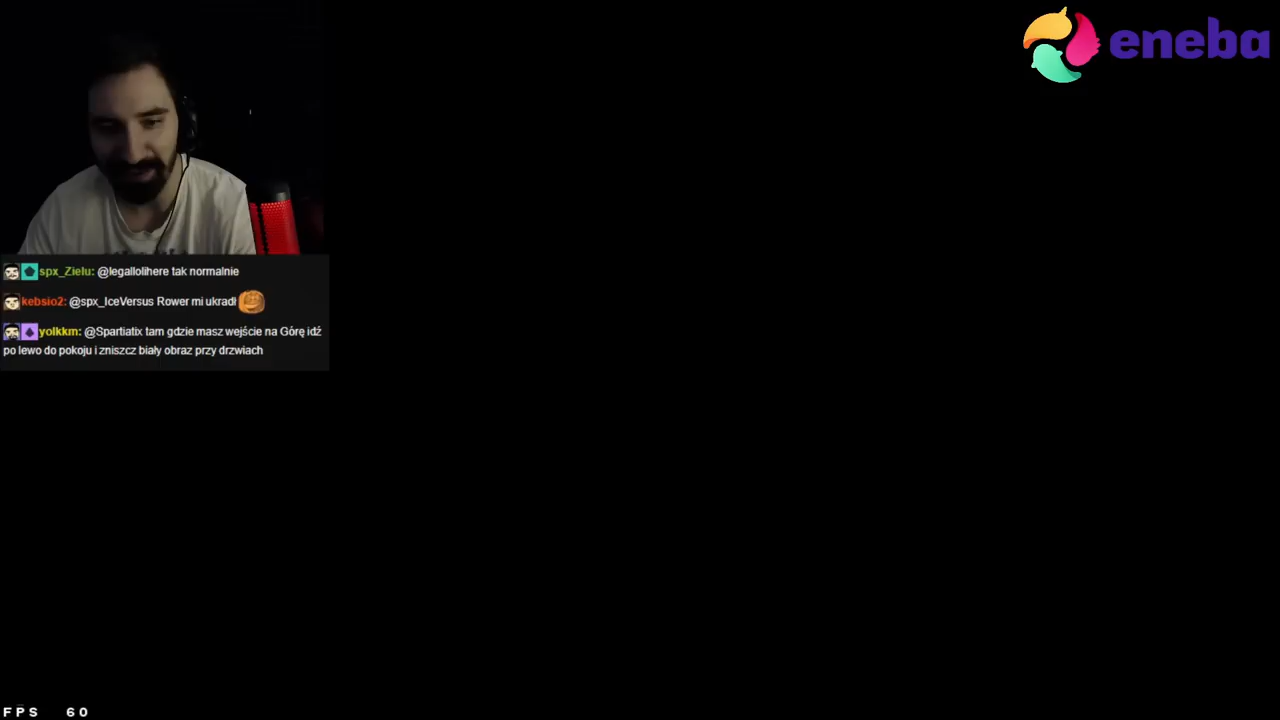 eneba
spx_Zielu: @legallolihere tak normalnie
kebsio2: @spx_IceVersus Rower mi ukradł
yolkkm: @Spartiatix tam gdzie masz wejście na Górę idź
po lewo do pokoju i zniszcz biały obraz przy drzwiach
FPS 60